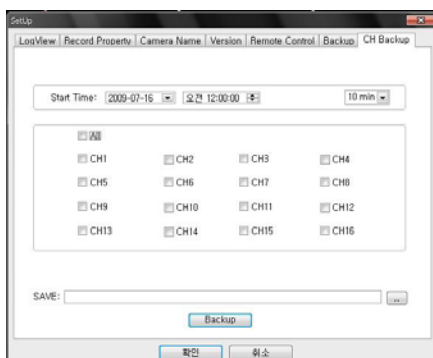 SetUp
LogView Record Property Camera Name Version Remote Control Backup CH Backup
Start Time: 2009-07-16 오전 12:00:00 10 min
All
CH1 CH2 CH3 CH4
CH5 CH6 CH7 CH8
CH9 CH10 CH11 CH12
CH13 CH14 CH15 CH16
SAVE: ..
Backup
확인 취소